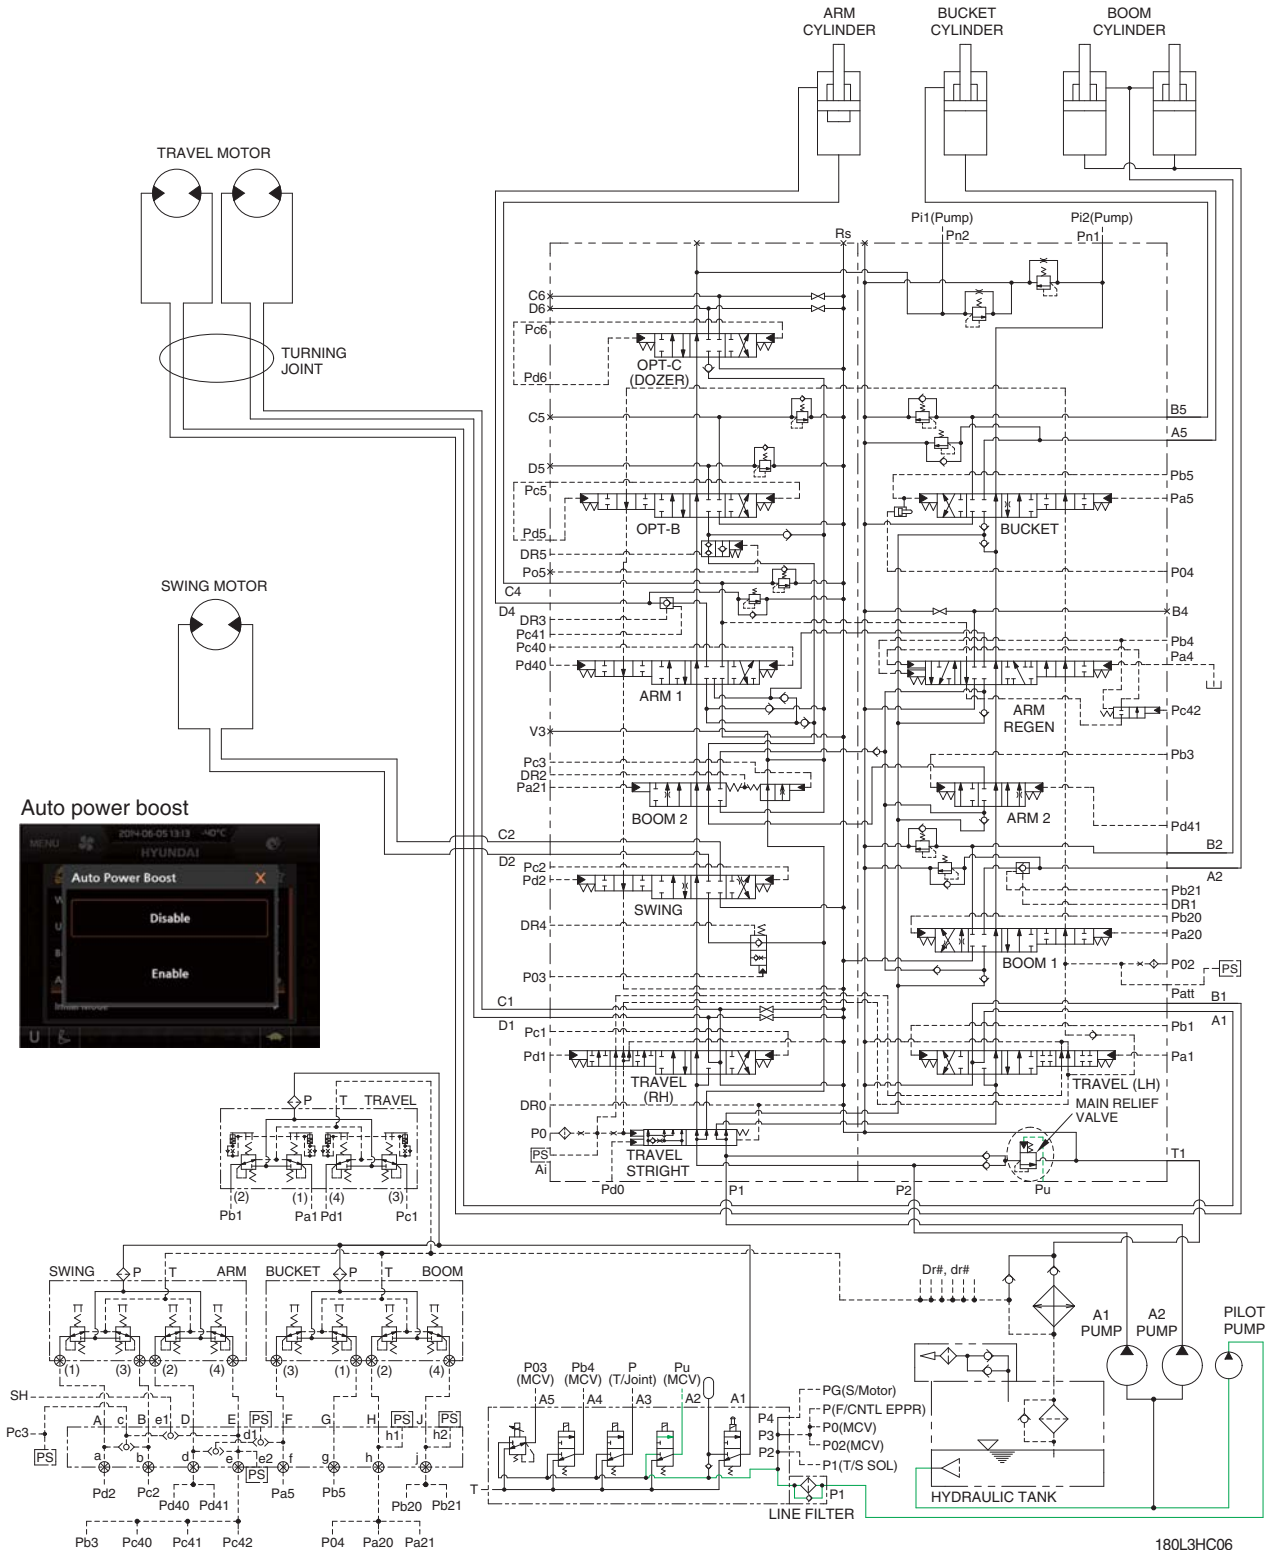 ARM
CYLINDER
BUCKET
CYLINDER
BOOM
CYLINDER
TRAVEL MOTOR
TURNING
JOINT
Rs
Pi1(Pump)
Pn2
Pi2(Pump)
Pn1
C6
D6
Pc6
Pd6
OPT-C
(DOZER)
C5
B5
A5
D5
Pc5
Pd5
OPT-B
Pb5
Pa5
BUCKET
DR5
Po5
P04
SWING MOTOR
C4
D4
DR3
Pc41
Pc40
Pd40
ARM 1
B4
Pb4
Pa4
ARM
REGEN
Pc42
V3
Pc3
DR2
Pa21
BOOM 2
Pb3
ARM 2
Pd41
Auto power boost
MENU
2014-06-05 13:13 -40°C
HYUNDAI
Auto Power Boost X
Disable
Enable
U
C2
D2
Pc2
Pd2
SWING
B2
A2
Pb21
DR1
Pb20
Pa20
BOOM 1
DR4
P03
P02
PS
Patt
C1
D1
B1
A1
Pc1
Pd1
TRAVEL
(RH)
Pb1
Pa1
TRAVEL (LH)
DR0
P0
PS
Ai
TRAVEL
STRIGHT
MAIN RELIEF
VALVE
T1
Pd0
P1
P2
Pu
P T TRAVEL
(2) (1) (4) (3)
Pb1 Pa1 Pd1 Pc1
SWING P T ARM
BUCKET P T BOOM
(1) (3) (2) (4)
(3) (1) (2) (4)
SH
Pc3
PS
A c B e1 D E PS F G H PS J PS
d1 h1 h2
a b d e e2 f g h j
PS
Pd2 Pc2 Pd40 Pd41 Pa5 Pb5 Pb20 Pb21
Pb3 Pc40 Pc41 Pc42 P04 Pa20 Pa21
P03
(MCV)
Pb4
(MCV)
P
(T/Joint)
Pu
(MCV)
A5 A4 A3 A2 A1
T
P4
P3
P2
PG(S/Motor)
P(F/CNTL EPPR)
P0(MCV)
P02(MCV)
P1(T/S SOL)
P1
LINE FILTER
Dr#, dr#
A1
PUMP
A2
PUMP
PILOT
PUMP
HYDRAULIC TANK
180L3HC06